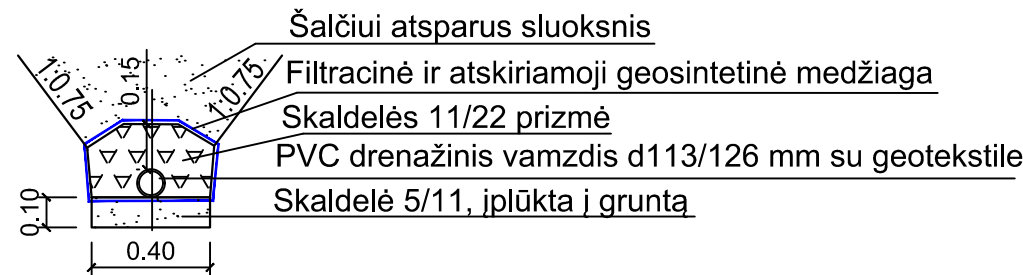 Šalčiui atsparus sluoksnis
1:0.75
0.15
1:0.75
Filtracinė ir atskiriamoji geosintetinė medžiaga
Skaldelės 11/22 prizmė
PVC drenažinis vamzdis d113/126 mm su geotekstile
Skaldelė 5/11, įplūkta į gruntą
0.10
0.40